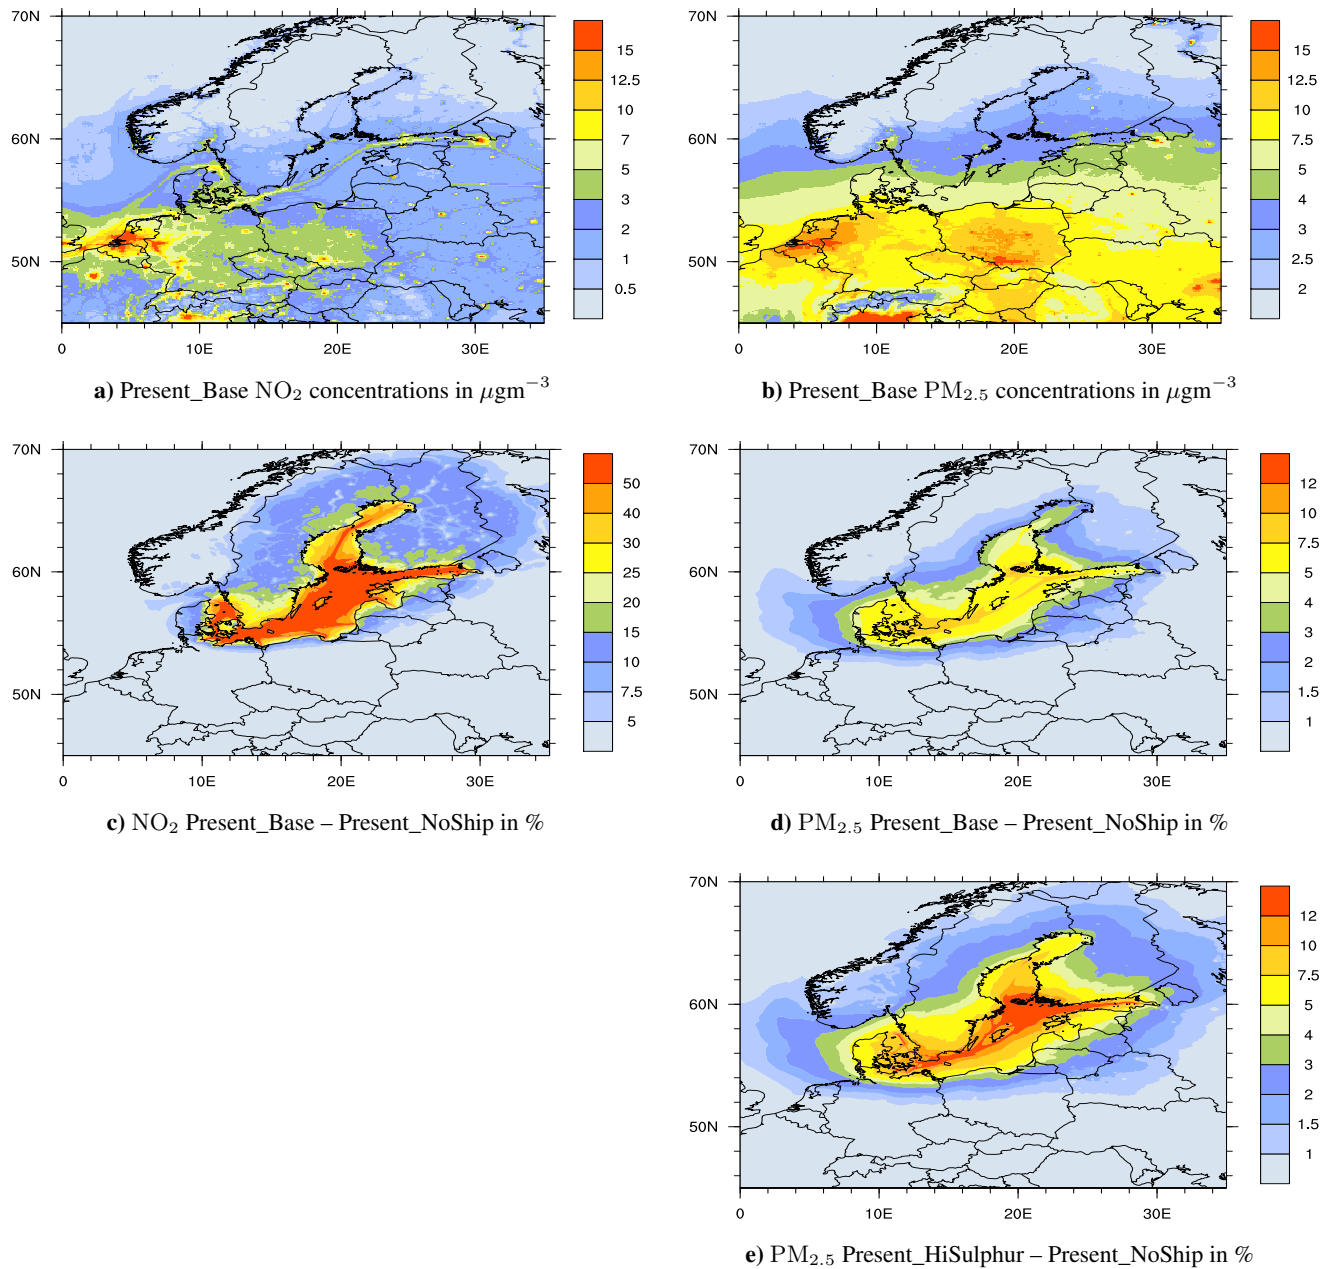 70N
60N
50N
0
10E
20E
30E
15
12.5
10
7
5
3
2
1
0.5
a) Present_Base NO₂ concentrations in μgm⁻³
70N
60N
50N
0
10E
20E
30E
15
12.5
10
7.5
5
4
3
2.5
2
b) Present_Base PM₂.₅ concentrations in μgm⁻³
70N
60N
50N
0
10E
20E
30E
50
40
30
25
20
15
10
7.5
5
c) NO₂ Present_Base – Present_NoShip in %
70N
60N
50N
0
10E
20E
30E
12
10
7.5
5
4
3
2
1.5
1
d) PM₂.₅ Present_Base – Present_NoShip in %
70N
60N
50N
0
10E
20E
30E
12
10
7.5
5
4
3
2
1.5
1
e) PM₂.₅ Present_HiSulphur – Present_NoShip in %